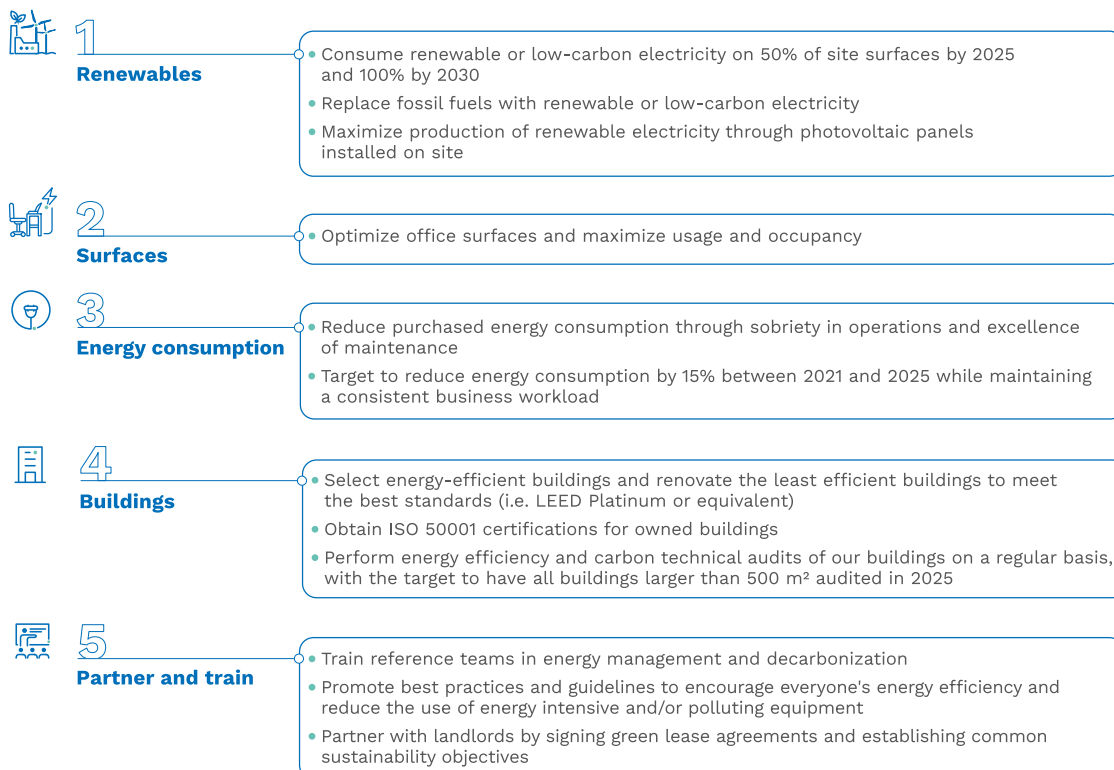 1
Renewables
• Consume renewable or low-carbon electricity on 50% of site surfaces by 2025
and 100% by 2030
• Replace fossil fuels with renewable or low-carbon electricity
• Maximize production of renewable electricity through photovoltaic panels
installed on site
2
Surfaces
• Optimize office surfaces and maximize usage and occupancy
3
Energy consumption
• Reduce purchased energy consumption through sobriety in operations and excellence
of maintenance
• Target to reduce energy consumption by 15% between 2021 and 2025 while maintaining
a consistent business workload
4
Buildings
• Select energy-efficient buildings and renovate the least efficient buildings to meet
the best standards (i.e. LEED Platinum or equivalent)
• Obtain ISO 50001 certifications for owned buildings
• Perform energy efficiency and carbon technical audits of our buildings on a regular basis,
with the target to have all buildings larger than 500 m² audited in 2025
5
Partner and train
• Train reference teams in energy management and decarbonization
• Promote best practices and guidelines to encourage everyone's energy efficiency and
reduce the use of energy intensive and/or polluting equipment
• Partner with landlords by signing green lease agreements and establishing common
sustainability objectives